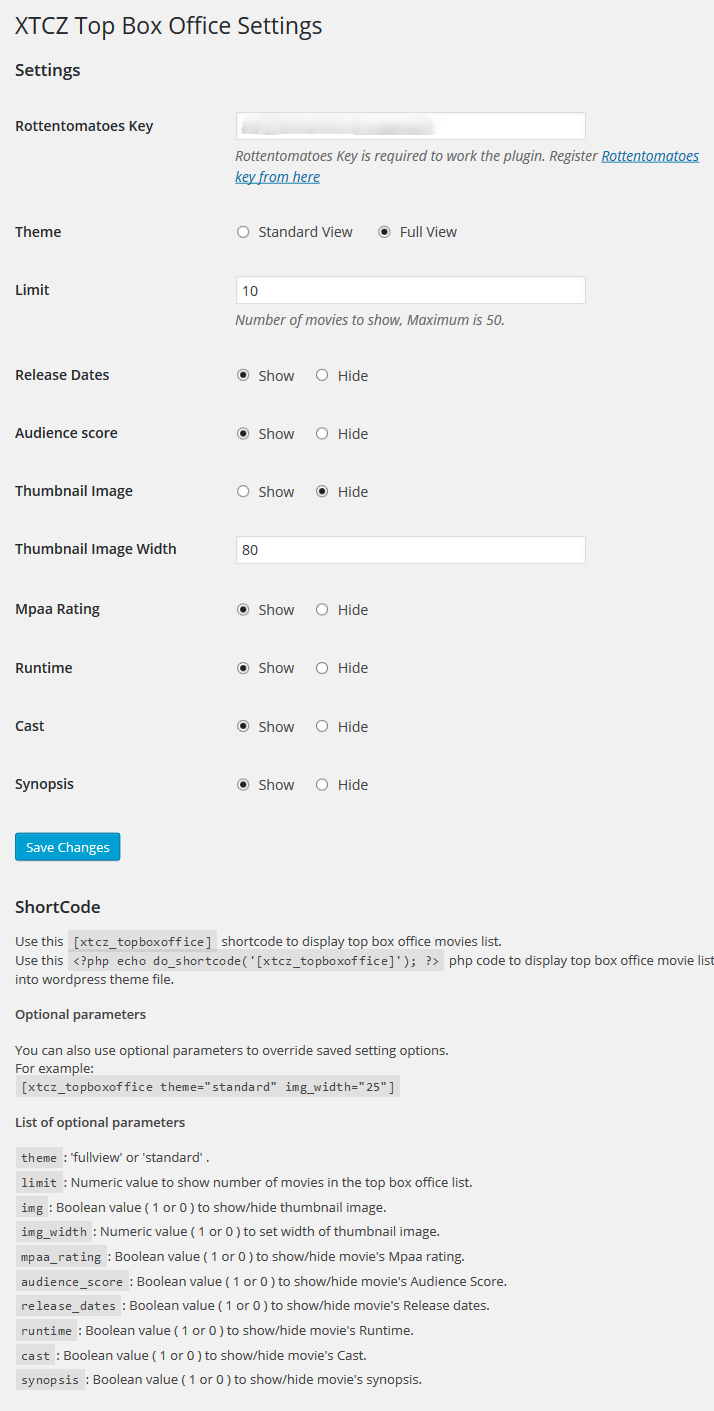 XTCZ Top Box Office Settings
Settings
Rottentomatoes Key
Rottentomatoes Key is required to work the plugin. Register Rottentomatoes
key from here
Theme Standard View Full View
Limit 10
Number of movies to show, Maximum is 50.
Release Dates Show Hide
Audience score Show Hide
Thumbnail Image Show Hide
Thumbnail Image Width 80
Mpaa Rating Show Hide
Runtime Show Hide
Cast Show Hide
Synopsis Show Hide
Save Changes
ShortCode
Use this [xtcz_topboxoffice] shortcode to display top box office movies list.
Use this <?php echo do_shortcode('[xtcz_topboxoffice]'); ?> php code to display top box office movie list
into wordpress theme file.
Optional parameters
You can also use optional parameters to override saved setting options.
For example:
[xtcz_topboxoffice theme="standard" img_width="25"]
List of optional parameters
theme : 'fullview' or 'standard' .
limit : Numeric value to show number of movies in the top box office list.
img : Boolean value ( 1 or 0 ) to show/hide thumbnail image.
img_width : Numeric value ( 1 or 0 ) to set width of thumbnail image.
mpaa_rating : Boolean value ( 1 or 0 ) to show/hide movie's Mpaa rating.
audience_score : Boolean value ( 1 or 0 ) to show/hide movie's Audience Score.
release_dates : Boolean value ( 1 or 0 ) to show/hide movie's Release dates.
runtime : Boolean value ( 1 or 0 ) to show/hide movie's Runtime.
cast : Boolean value ( 1 or 0 ) to show/hide movie's Cast.
synopsis : Boolean value ( 1 or 0 ) to show/hide movie's synopsis.